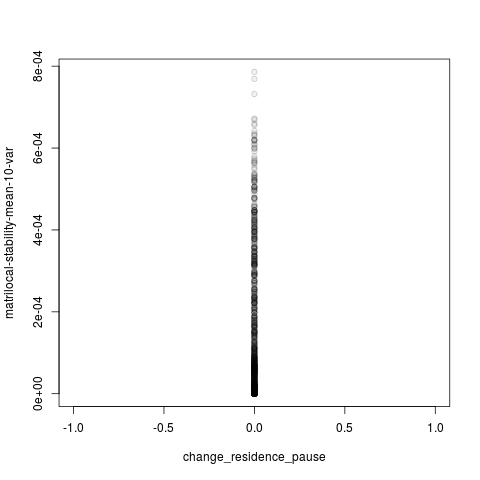 matrilocal-stability-mean-10-var
8e-04
6e-04
4e-04
2e-04
0e+00
-1.0 -0.5 0.0 0.5 1.0
change_residence_pause